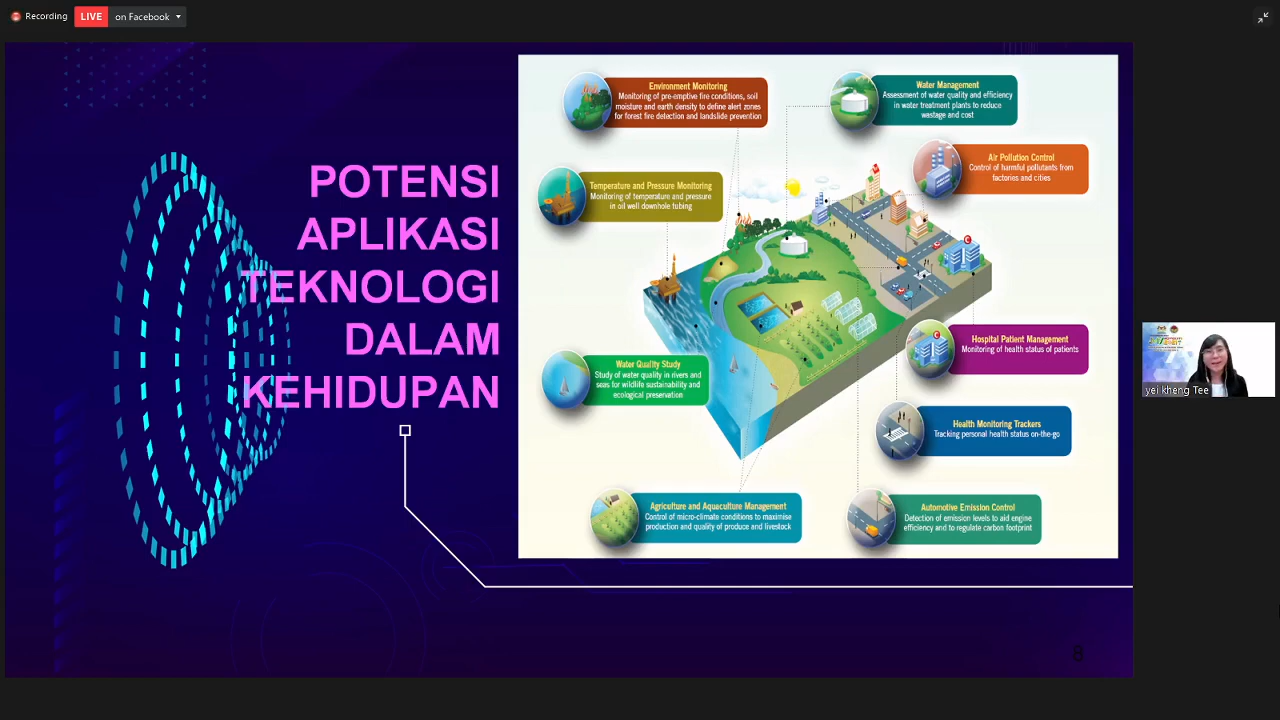 Recording
LIVE on Facebook
POTENSI
APLIKASI
TEKNOLOGI
DALAM
KEHIDUPAN
Environment Monitoring
Monitoring of pre-emptive fire conditions, soil
moisture and earth density to define alert zones
for forest fire detection and landslide prevention
Water Management
Assessment of water quality and efficiency
in water treatment plants to reduce
wastage and cost
Air Pollution Control
Control of harmful pollutants from
factories and cities
Temperature and Pressure Monitoring
Monitoring of temperature and pressure
in oil well downhole tubing
Hospital Patient Management
Monitoring of health status of patients
Water Quality Study
Study of water quality in rivers and
seas for wildlife sustainability and
ecological preservation
Health Monitoring Trackers
Tracking personal health status on-the-go
Agriculture and Aquaculture Management
Control of micro-climate conditions to maximise
production and quality of produce and livestock
Automotive Emission Control
Detection of emission levels to aid engine
efficiency and to regulate carbon footprint
8
yei kheng Tee